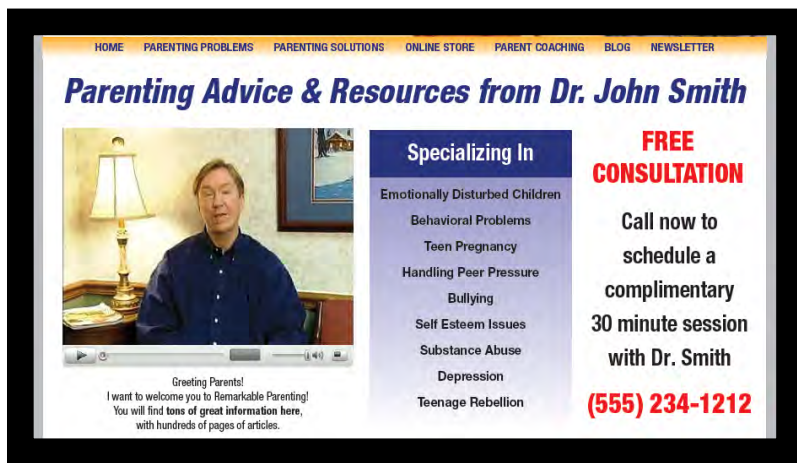 HOME PARENTING PROBLEMS PARENTING SOLUTIONS ONLINE STORE PARENT COACHING BLOG NEWSLETTER
Parenting Advice & Resources from Dr. John Smith
Greeting Parents!
I want to welcome you to Remarkable Parenting!
You will find tons of great information here,
with hundreds of pages of articles.
Specializing In
Emotionally Disturbed Children
Behavioral Problems
Teen Pregnancy
Handling Peer Pressure
Bullying
Self Esteem Issues
Substance Abuse
Depression
Teenage Rebellion
FREE
CONSULTATION
Call now to
schedule a
complimentary
30 minute session
with Dr. Smith
(555) 234-1212